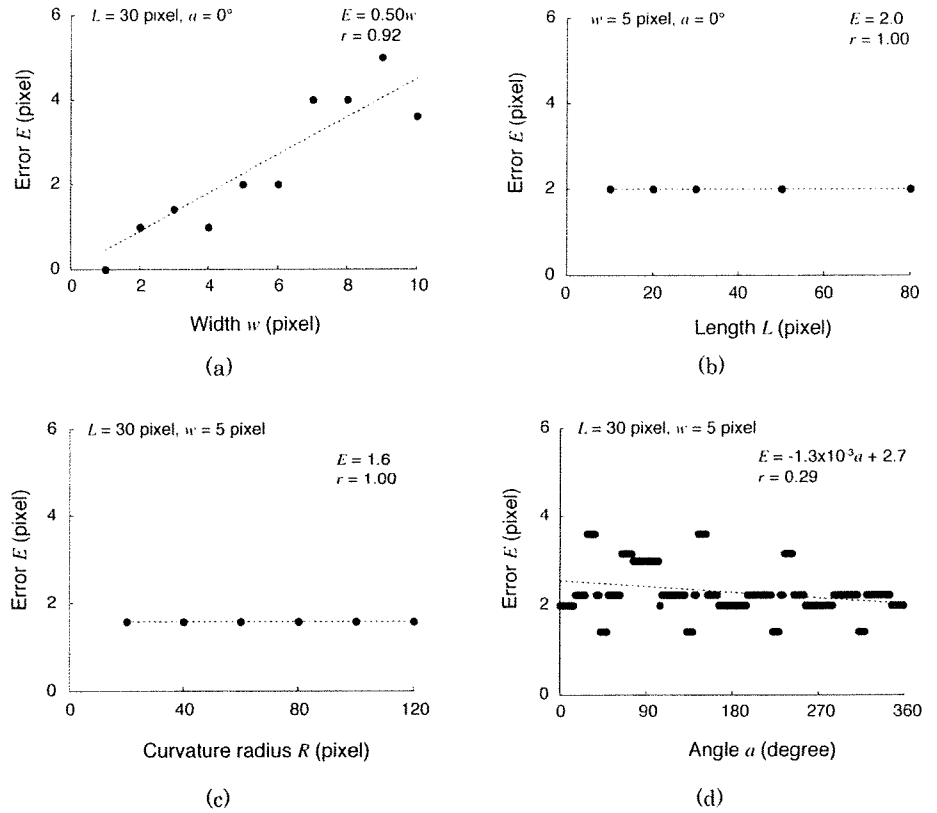 L = 30 pixel, a = 0°
E = 0.50w
r = 0.92
6
4
2
0
Error E (pixel)
0 2 4 6 8 10
Width w (pixel)
(a)
w = 5 pixel, a = 0°
E = 2.0
r = 1.00
6
4
2
0
Error E (pixel)
0 20 40 60 80
Length L (pixel)
(b)
L = 30 pixel, w = 5 pixel
E = 1.6
r = 1.00
6
4
2
0
Error E (pixel)
0 40 80 120
Curvature radius R (pixel)
(c)
L = 30 pixel, w = 5 pixel
E = -1.3x10³a + 2.7
r = 0.29
6
4
2
0
Error E (pixel)
0 90 180 270 360
Angle a (degree)
(d)